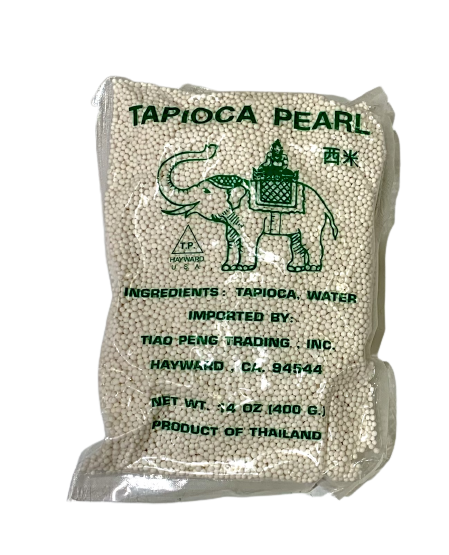 TAPIOCA PEARL
西米
T.P.
HAYWARD
USA
INGREDIENTS: TAPIOCA, WATER
IMPORTED BY:
TIAO PENG TRADING., INC.
HAYWARD, CA. 94544
NET WT. 14 OZ (400 G.)
PRODUCT OF THAILAND